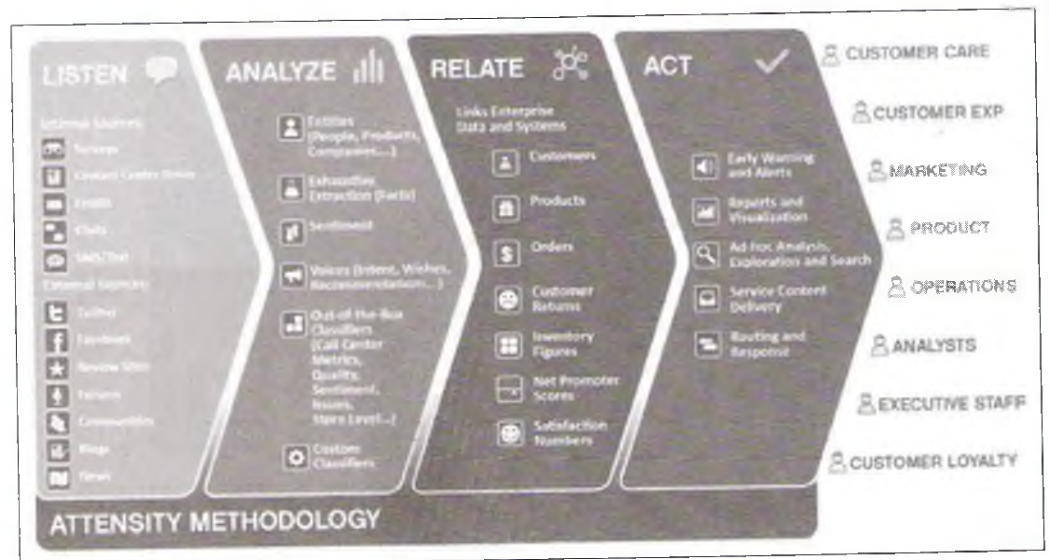 LISTEN
Internal Sources:
Surveys
Contact Center Notes
Emails
Chats
SMS/Text
External Sources:
Twitter
Facebook
Review Sites
Forums
Communities
Blogs
News
ANALYZE
Entities
(People, Products,
Companies...)
Exhaustive
Extraction (Facts)
Sentiment
Voices (Intent, Wishes,
Recommendations...)
Out-of-the-Box
Classifiers
(Call Center
Metrics,
Quality,
Sentiment,
Issues,
Store Level...)
Custom
Classifiers
RELATE
Links Enterprise
Data and Systems
Customers
Products
Orders
Customer
Returns
Inventory
Figures
Net Promoter
Scores
Satisfaction
Numbers
ACT
Early Warning
and Alerts
Reports and
Visualization
Ad-hoc Analysis,
Exploration and Search
Service Content
Delivery
Routing and
Response
CUSTOMER CARE
CUSTOMER EXP
MARKETING
PRODUCT
OPERATIONS
ANALYSTS
EXECUTIVE STAFF
CUSTOMER LOYALTY
ATTENSITY METHODOLOGY